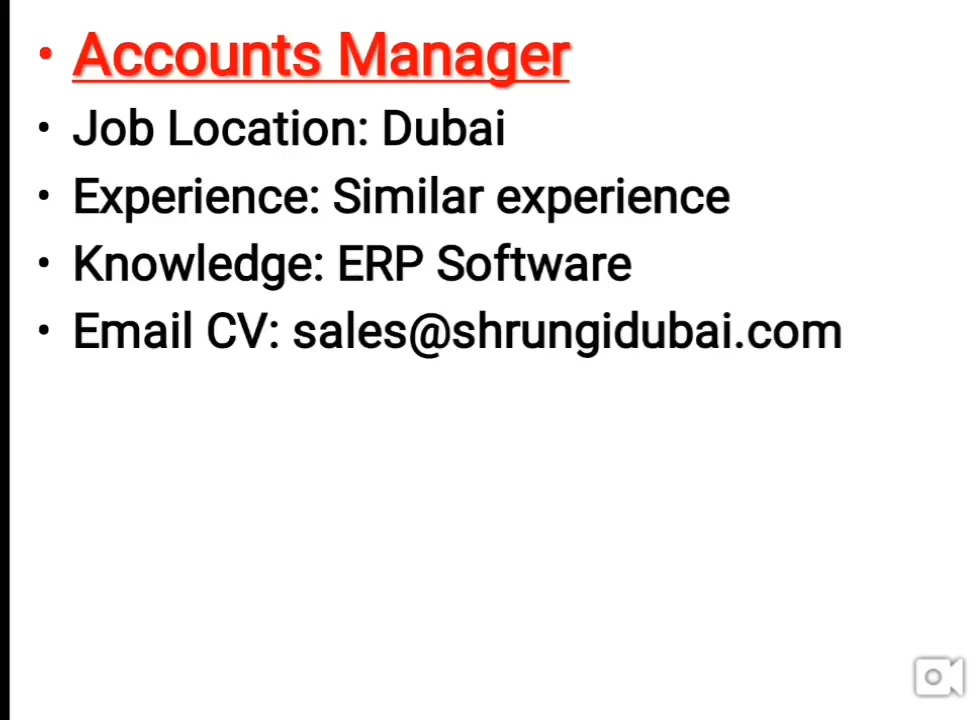 • Accounts Manager
• Job Location: Dubai
• Experience: Similar experience
• Knowledge: ERP Software
• Email CV: sales@shrungidubai.com